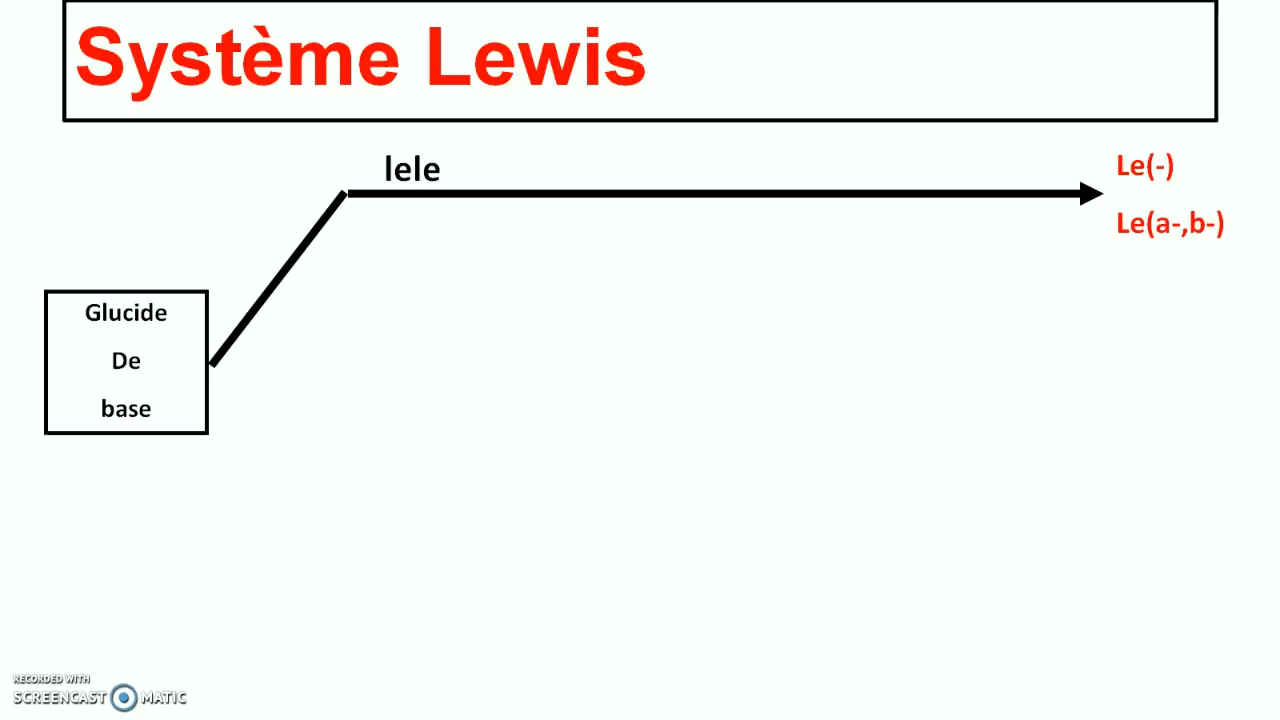 Système Lewis
lele
Le(-)
Le(a-,b-)
Glucide
De
base
RECORDED WITH
SCREENCAST MATIC